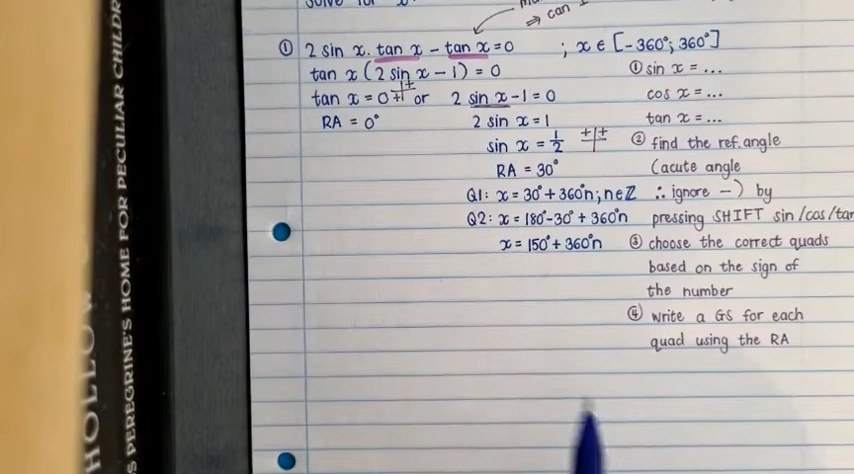 ① 2 sin x. tan x - tan x = 0 ; x ∈ [-360°; 360°]
tan x (2 sin x - 1) = 0
tan x = 0 or 2 sin x - 1 = 0
RA = 0° 2 sin x = 1
sin x = 1/2
RA = 30°
Q1: x = 30° + 360°n; n∈Z
Q2: x = 180° - 30° + 360°n
x = 150° + 360°n
① sin x = ...
cos x = ...
tan x = ...
② find the ref. angle
(acute angle
∴ ignore -) by
pressing SHIFT sin/cos/tan
③ choose the correct quads
based on the sign of
the number
④ write a GS for each
quad using the RA
⇒ can
HOLLOW
S PEREGRINE'S HOME FOR PECULIAR CHILDR